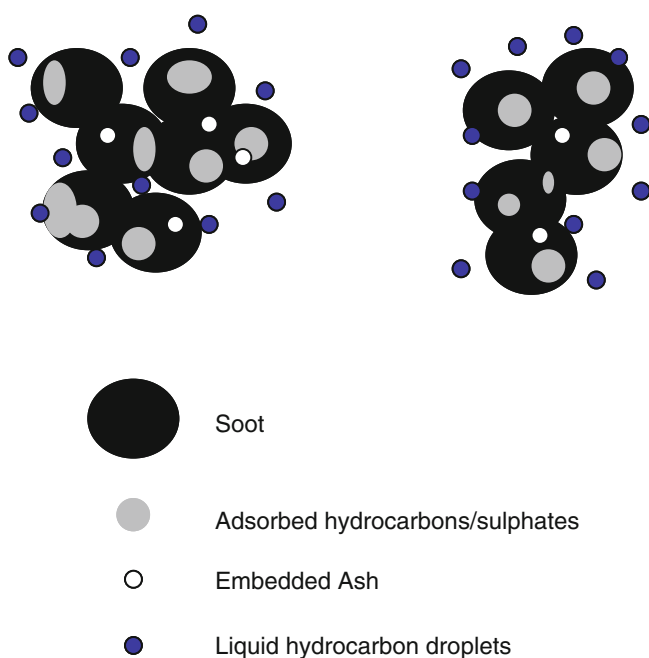 Soot
Adsorbed hydrocarbons/sulphates
Embedded Ash
Liquid hydrocarbon droplets